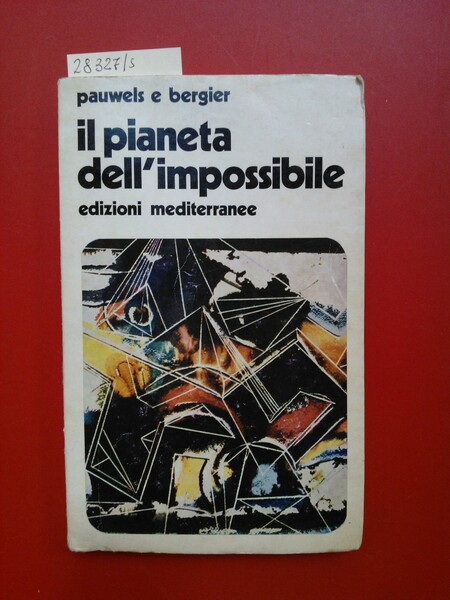 28327/s
pauwels e bergier
il pianeta
dell'impossibile
edizioni mediterranee